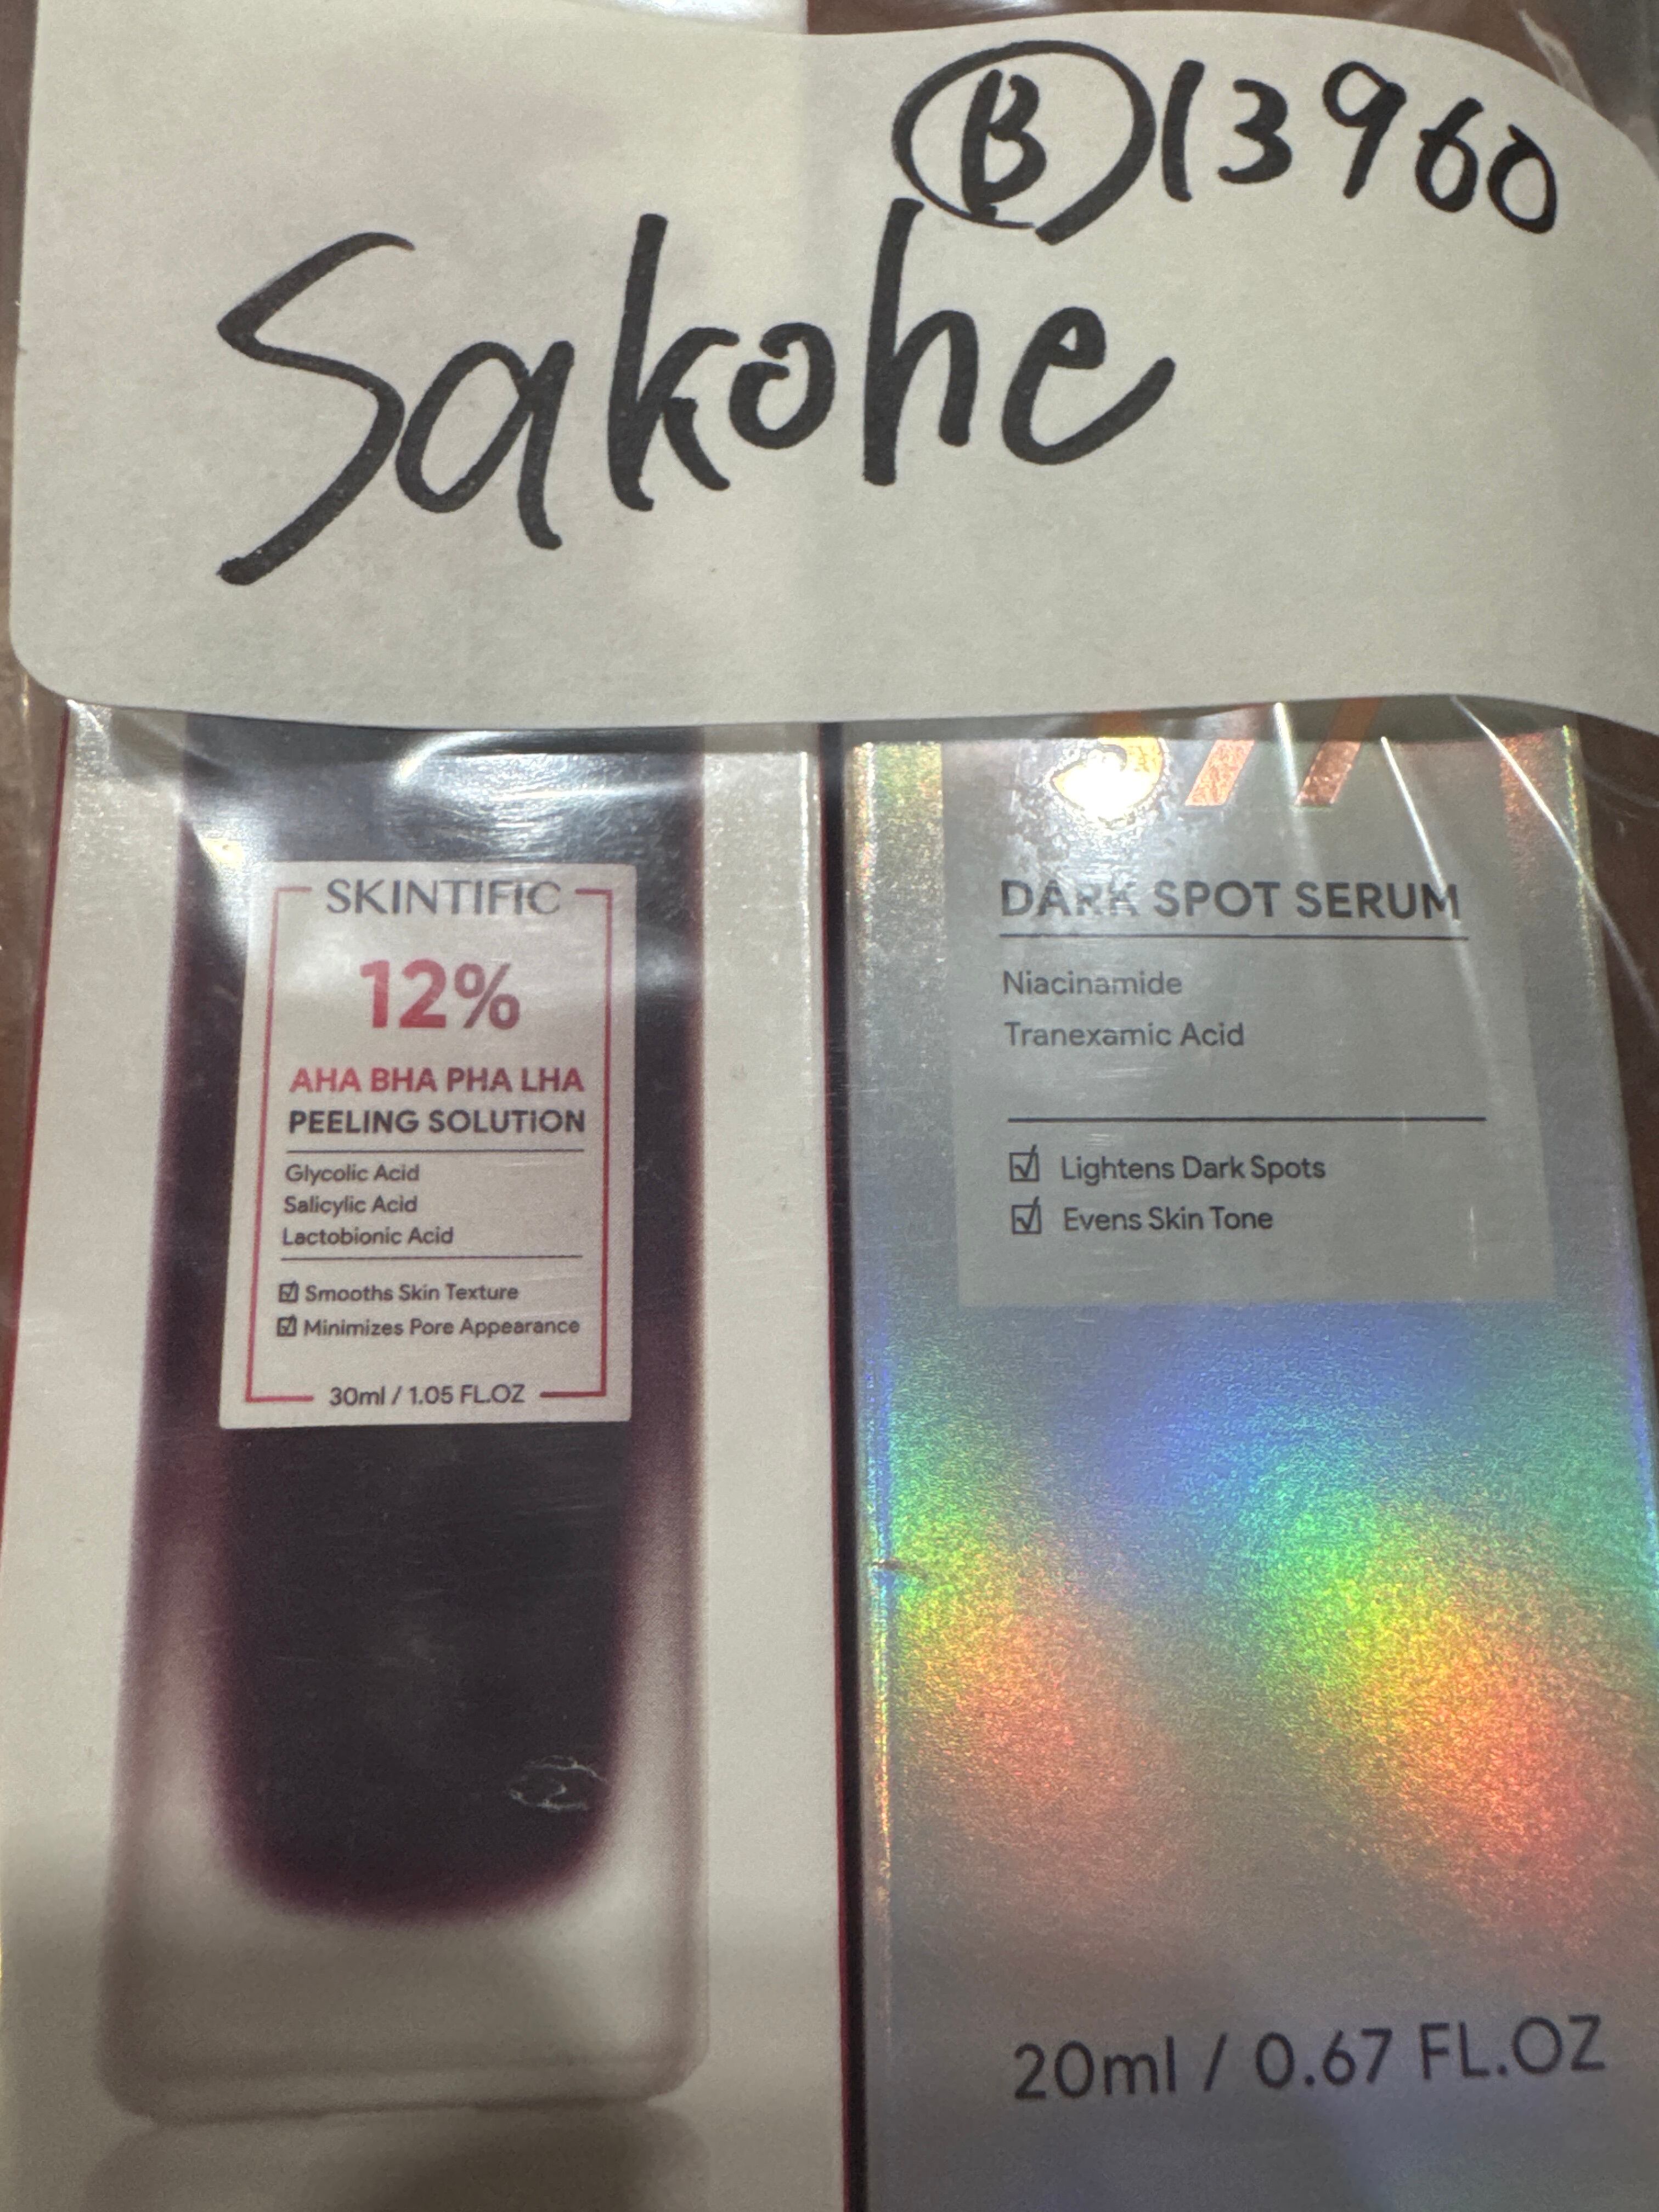 Ⓑ13960
Sakohe
SKINTIFIC
12%
AHA BHA PHA LHA
PEELING SOLUTION
Glycolic Acid
Salicylic Acid
Lactobionic Acid
☑ Smooths Skin Texture
☑ Minimizes Pore Appearance
30ml / 1.05 FL.OZ
DARK SPOT SERUM
Niacinamide
Tranexamic Acid
☑ Lightens Dark Spots
☑ Evens Skin Tone
20ml / 0.67 FL.OZ